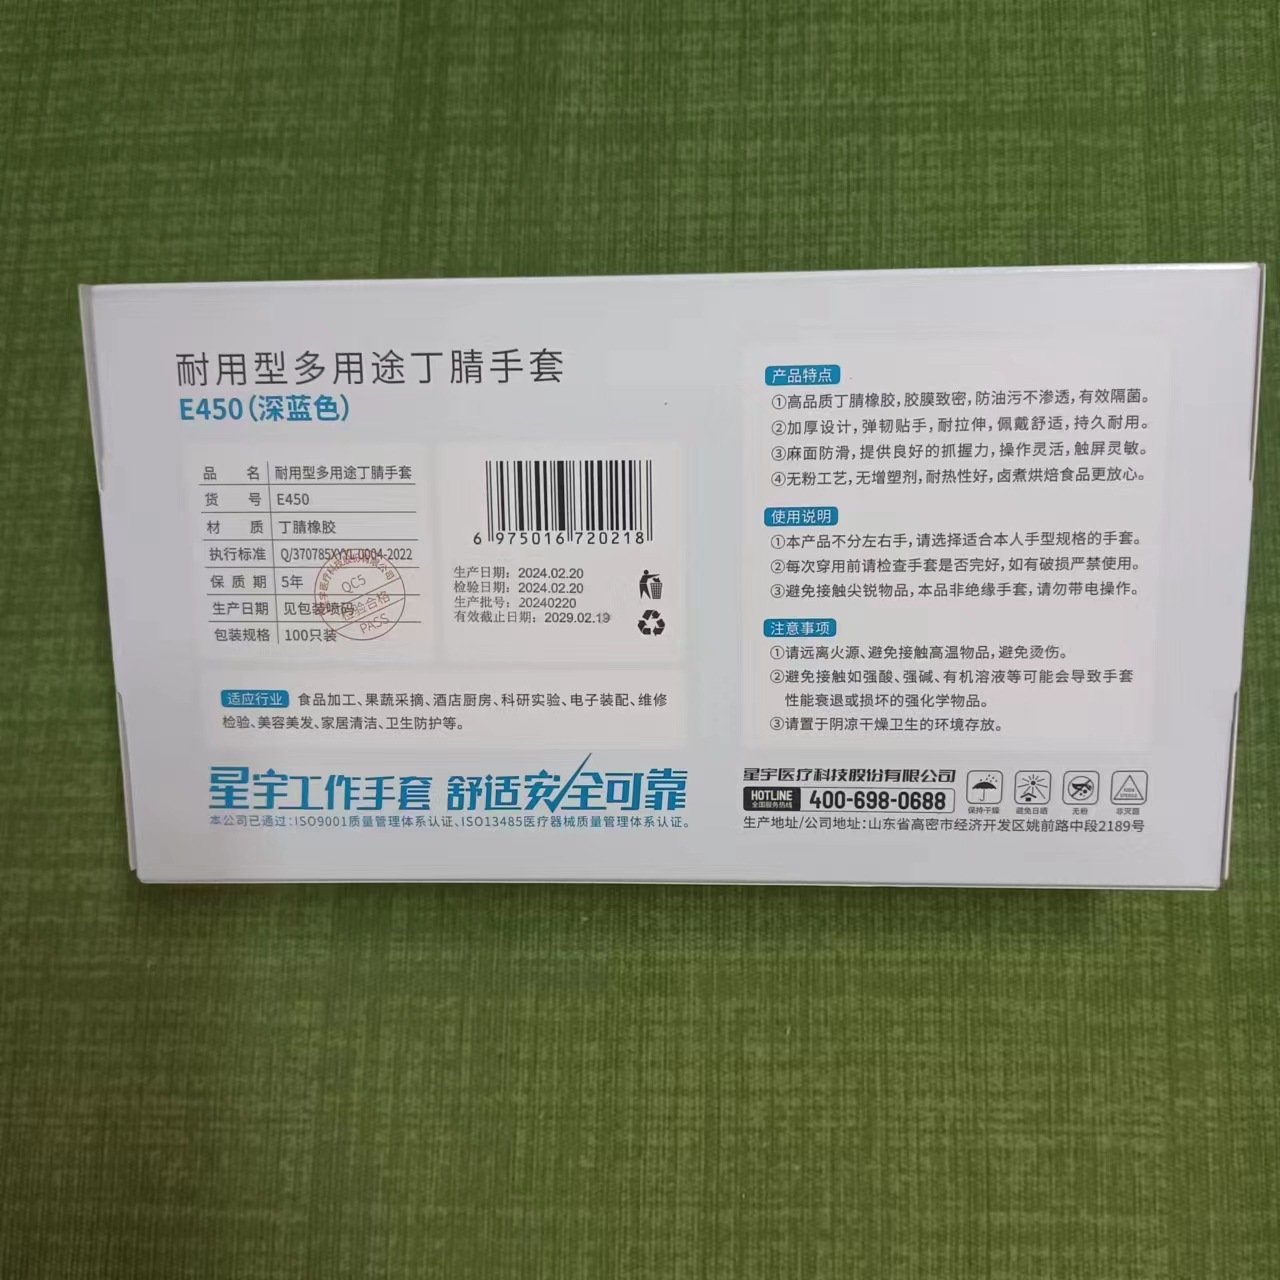 耐用型多用途丁腈手套
E450(深蓝色)
品 名 耐用型多用途丁腈手套
货 号 E450
材 质 丁腈橡胶
执行标准 Q/370785XYYL0004-2022
保 质 期 5年
生产日期 见包装喷码
包装规格 100只装
星宇医疗科技股份有限公司
QC5
检验合格
PASS
6 975016 720218
生产日期: 2024.02.20
检验日期: 2024.02.20
生产批号: 20240220
有效截止日期: 2029.02.19
适应行业 食品加工、果蔬采摘、酒店厨房、科研实验、电子装配、维修
检验、美容美发、家居清洁、卫生防护等。
星宇工作手套 舒适安全可靠
本公司已通过:ISO9001质量管理体系认证、ISO13485医疗器械质量管理体系认证。
产品特点
①高品质丁腈橡胶,胶膜致密,防油污不渗透,有效隔菌。
②加厚设计,弹韧贴手,耐拉伸,佩戴舒适,持久耐用。
③麻面防滑,提供良好的抓握力,操作灵活,触屏灵敏。
④无粉工艺,无增塑剂,耐热性好,卤煮烘焙食品更放心。
使用说明
①本产品不分左右手,请选择适合本人手型规格的手套。
②每次穿用前请检查手套是否完好,如有破损严禁使用。
③避免接触尖锐物品,本品非绝缘手套,请勿带电操作。
注意事项
①请远离火源、避免接触高温物品,避免烫伤。
②避免接触如强酸、强碱、有机溶液等可能会导致手套
性能衰退或损坏的强化学物品。
③请置于阴凉干燥卫生的环境存放。
星宇医疗科技股份有限公司
HOTLINE
全国服务热线
400-698-0688
保持干燥 避免日晒 无粉 非灭菌
生产地址/公司地址:山东省高密市经济开发区姚前路中段2189号